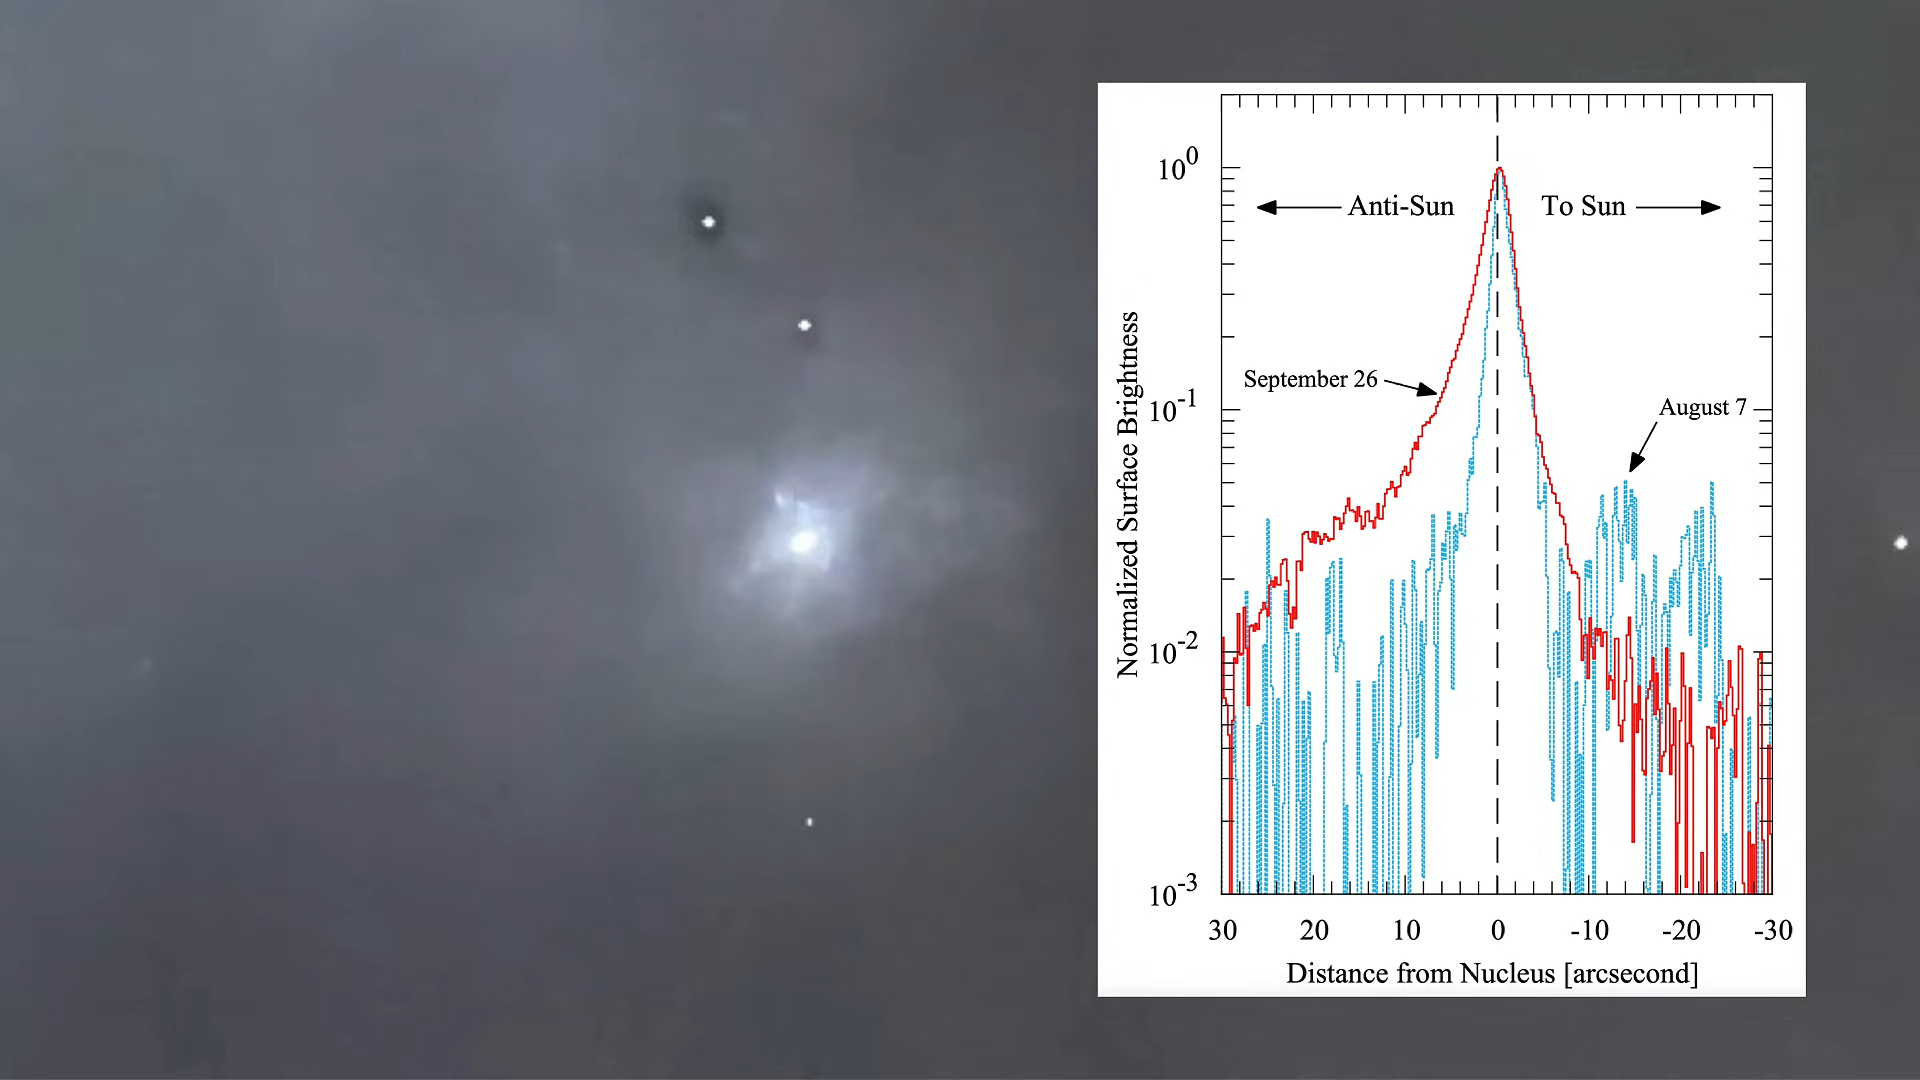 10^0
Anti-Sun To Sun
September 26
10^-1
August 7
Normalized Surface Brightness
10^-2
10^-3
30 20 10 0 -10 -20 -30
Distance from Nucleus [arcsecond]